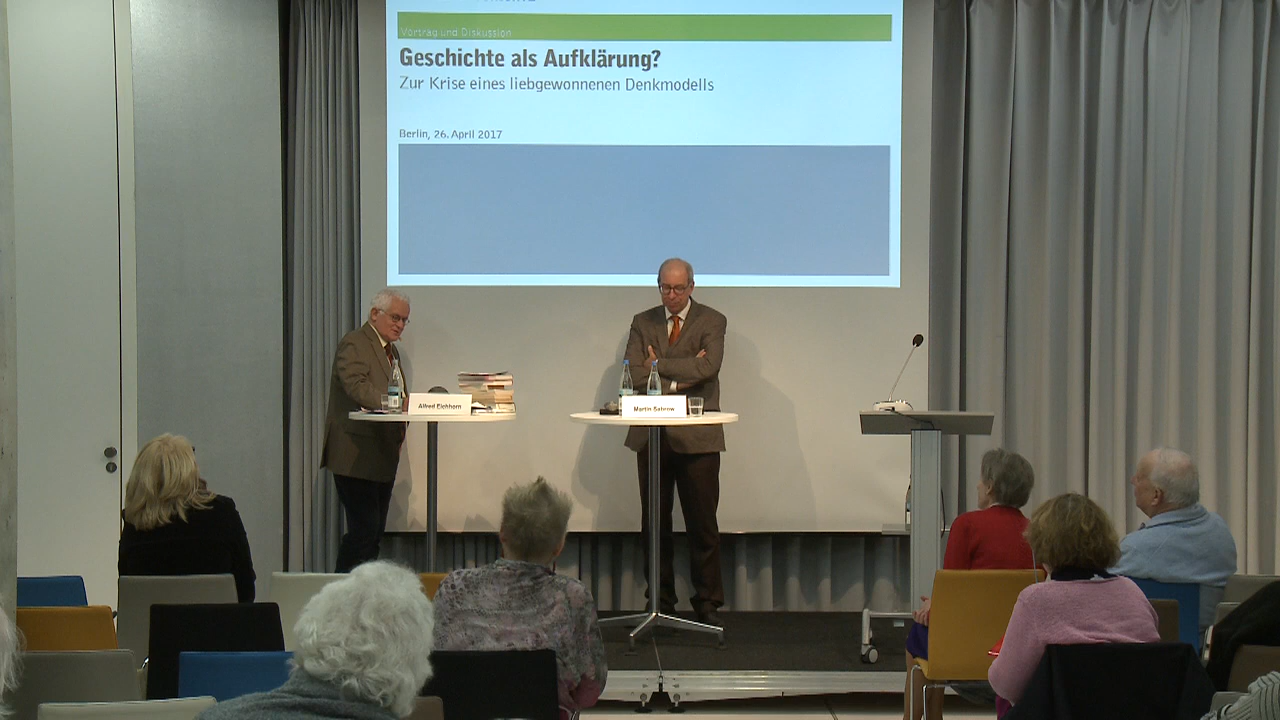 Vortrag und Diskussion
Geschichte als Aufklärung?
Zur Krise eines liebgewonnenen Denkmodells
Berlin, 26. April 2017
Alfred Eichhorn
Martin Sabrow